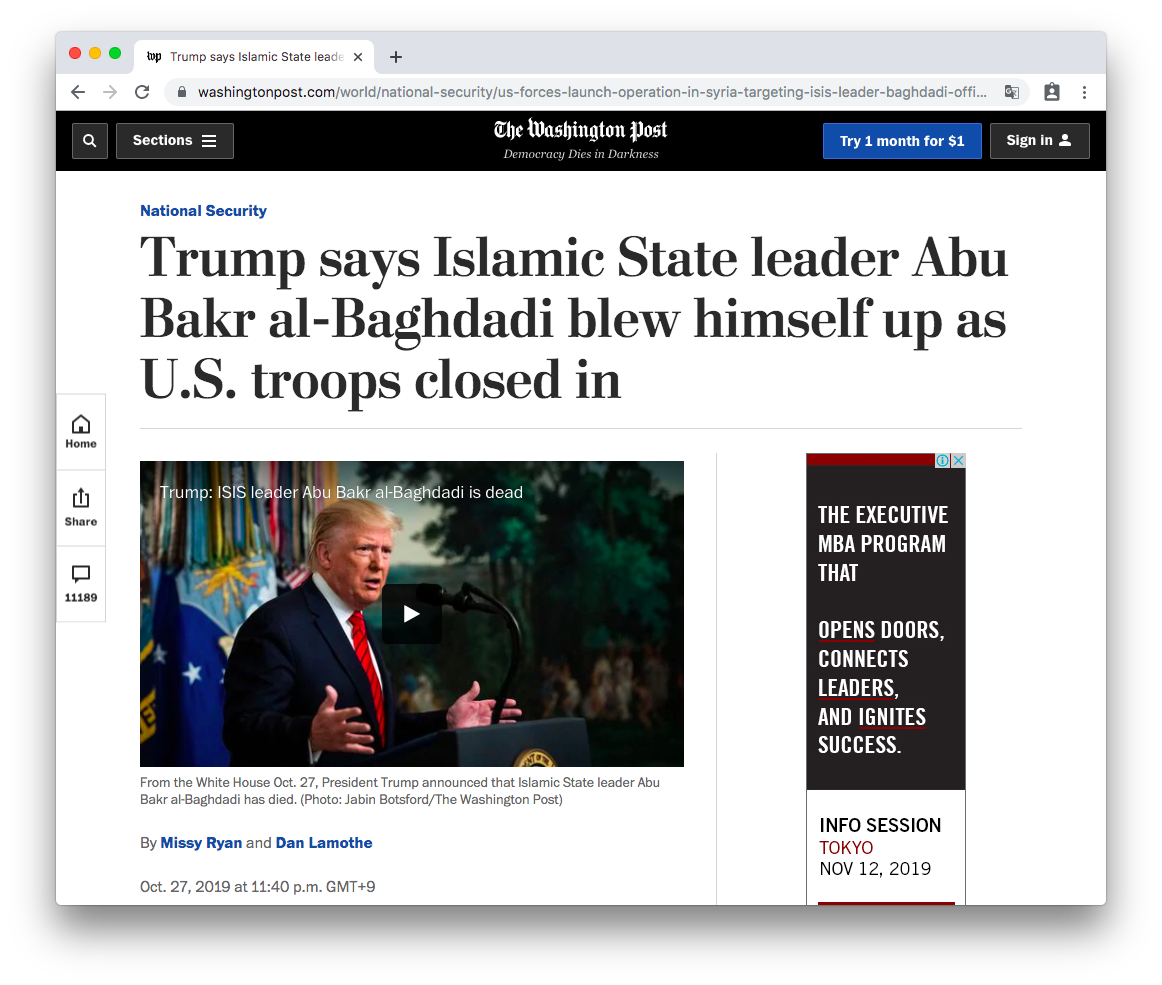 wp Trump says Islamic State leade
washingtonpost.com/world/national-security/us-forces-launch-operation-in-syria-targeting-isis-leader-baghdadi-offi...
Sections
The Washington Post
Democracy Dies in Darkness
Try 1 month for $1
Sign in
National Security
Trump says Islamic State leader Abu
Bakr al-Baghdadi blew himself up as
U.S. troops closed in
Home
Share
11189
Trump: ISIS leader Abu Bakr al-Baghdadi is dead
From the White House Oct. 27, President Trump announced that Islamic State leader Abu
Bakr al-Baghdadi has died. (Photo: Jabin Botsford/The Washington Post)
By Missy Ryan and Dan Lamothe
Oct. 27, 2019 at 11:40 p.m. GMT+9
THE EXECUTIVE
MBA PROGRAM
THAT
OPENS DOORS,
CONNECTS
LEADERS,
AND IGNITES
SUCCESS.
INFO SESSION
TOKYO
NOV 12, 2019